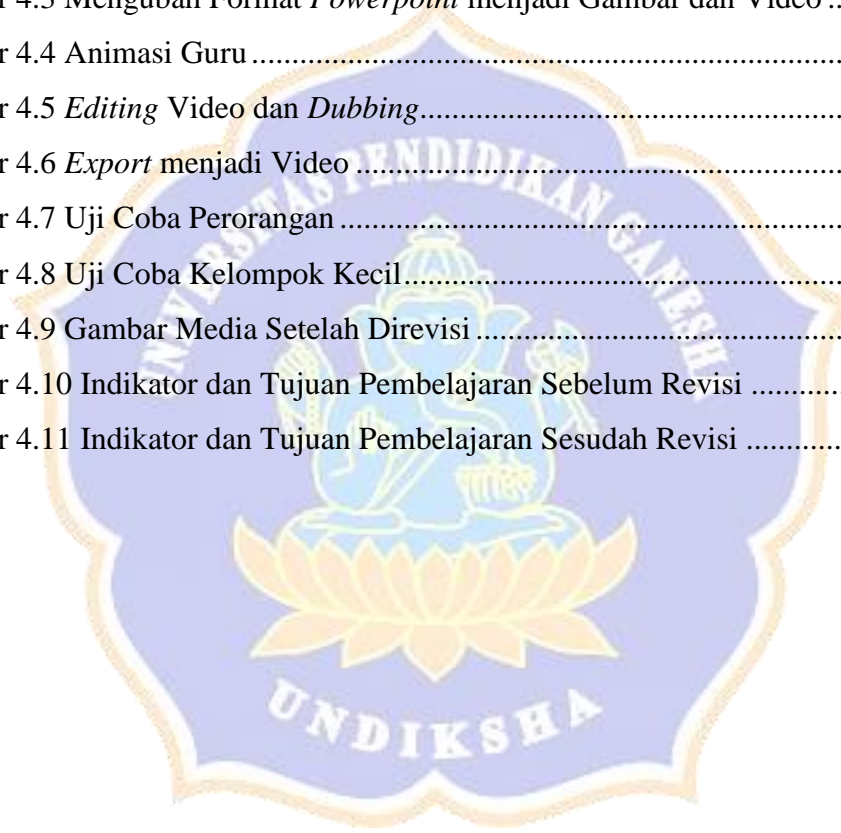 r 4.3 Mengubah Format Powerpoint menjadi Gambar dan Video ..
r 4.4 Animasi Guru ..........................................................................
r 4.5 Editing Video dan Dubbing.....................................................
r 4.6 Export menjadi Video .............................................................
r 4.7 Uji Coba Perorangan ...............................................................
r 4.8 Uji Coba Kelompok Kecil.......................................................
r 4.9 Gambar Media Setelah Direvisi ..............................................
r 4.10 Indikator dan Tujuan Pembelajaran Sebelum Revisi ............
r 4.11 Indikator dan Tujuan Pembelajaran Sesudah Revisi .............
UNIVERSITAS PENDIDIKAN GANESHA
UNDIKSHA